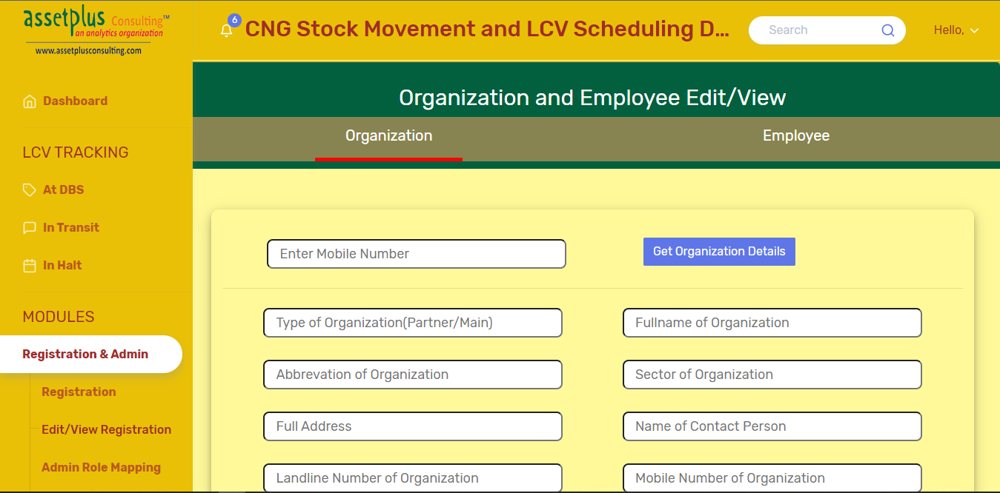 assetplus Consulting™
an analytics organization
www.assetplusconsulting.com
6
CNG Stock Movement and LCV Scheduling D...
Search
Hello,
Dashboard
LCV TRACKING
At DBS
In Transit
In Halt
MODULES
Registration & Admin
Registration
Edit/View Registration
Admin Role Mapping
Organization and Employee Edit/View
Organization
Employee
Enter Mobile Number
Get Organization Details
Type of Organization(Partner/Main)
Fullname of Organization
Abbrevation of Organization
Sector of Organization
Full Address
Name of Contact Person
Landline Number of Organization
Mobile Number of Organization